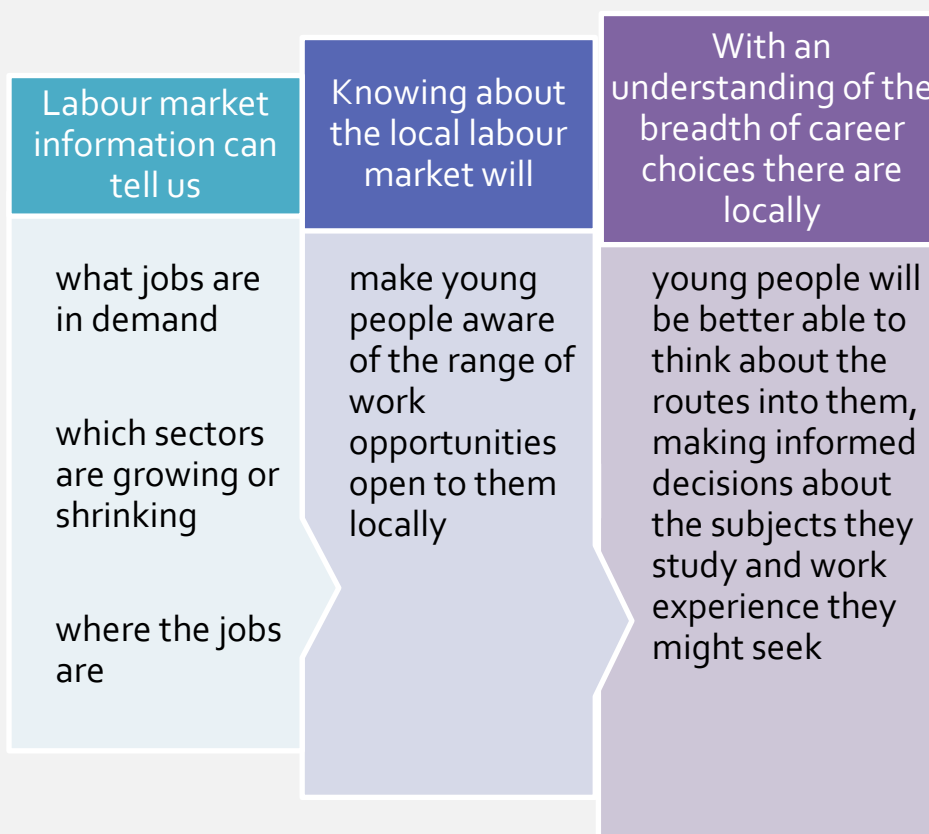 Labour market
information can
tell us
what jobs are
in demand
which sectors
are growing or
shrinking
where the jobs
are
Knowing about
the local labour
market will
make young
people aware
of the range of
work
opportunities
open to them
locally
With an
understanding of the
breadth of career
choices there are
locally
young people will
be better able to
think about the
routes into them,
making informed
decisions about
the subjects they
study and work
experience they
might seek